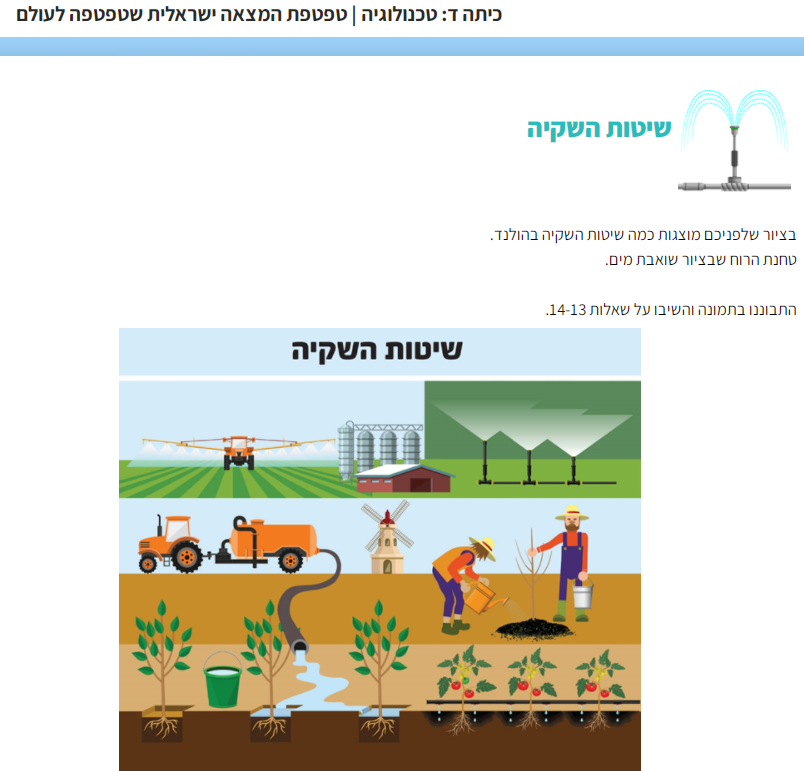 כיתה ד: טכנולוגיה | טפטפת המצאה ישראלית שטפטפה לעולם
שיטות השקיה
בציור שלפניכם מוצגות כמה שיטות השקיה בהולנד.
טחנת הרוח שבציור שואבת מים.
התבוננו בתמונה והשיבו על שאלות 14-13.
שיטות השקיה